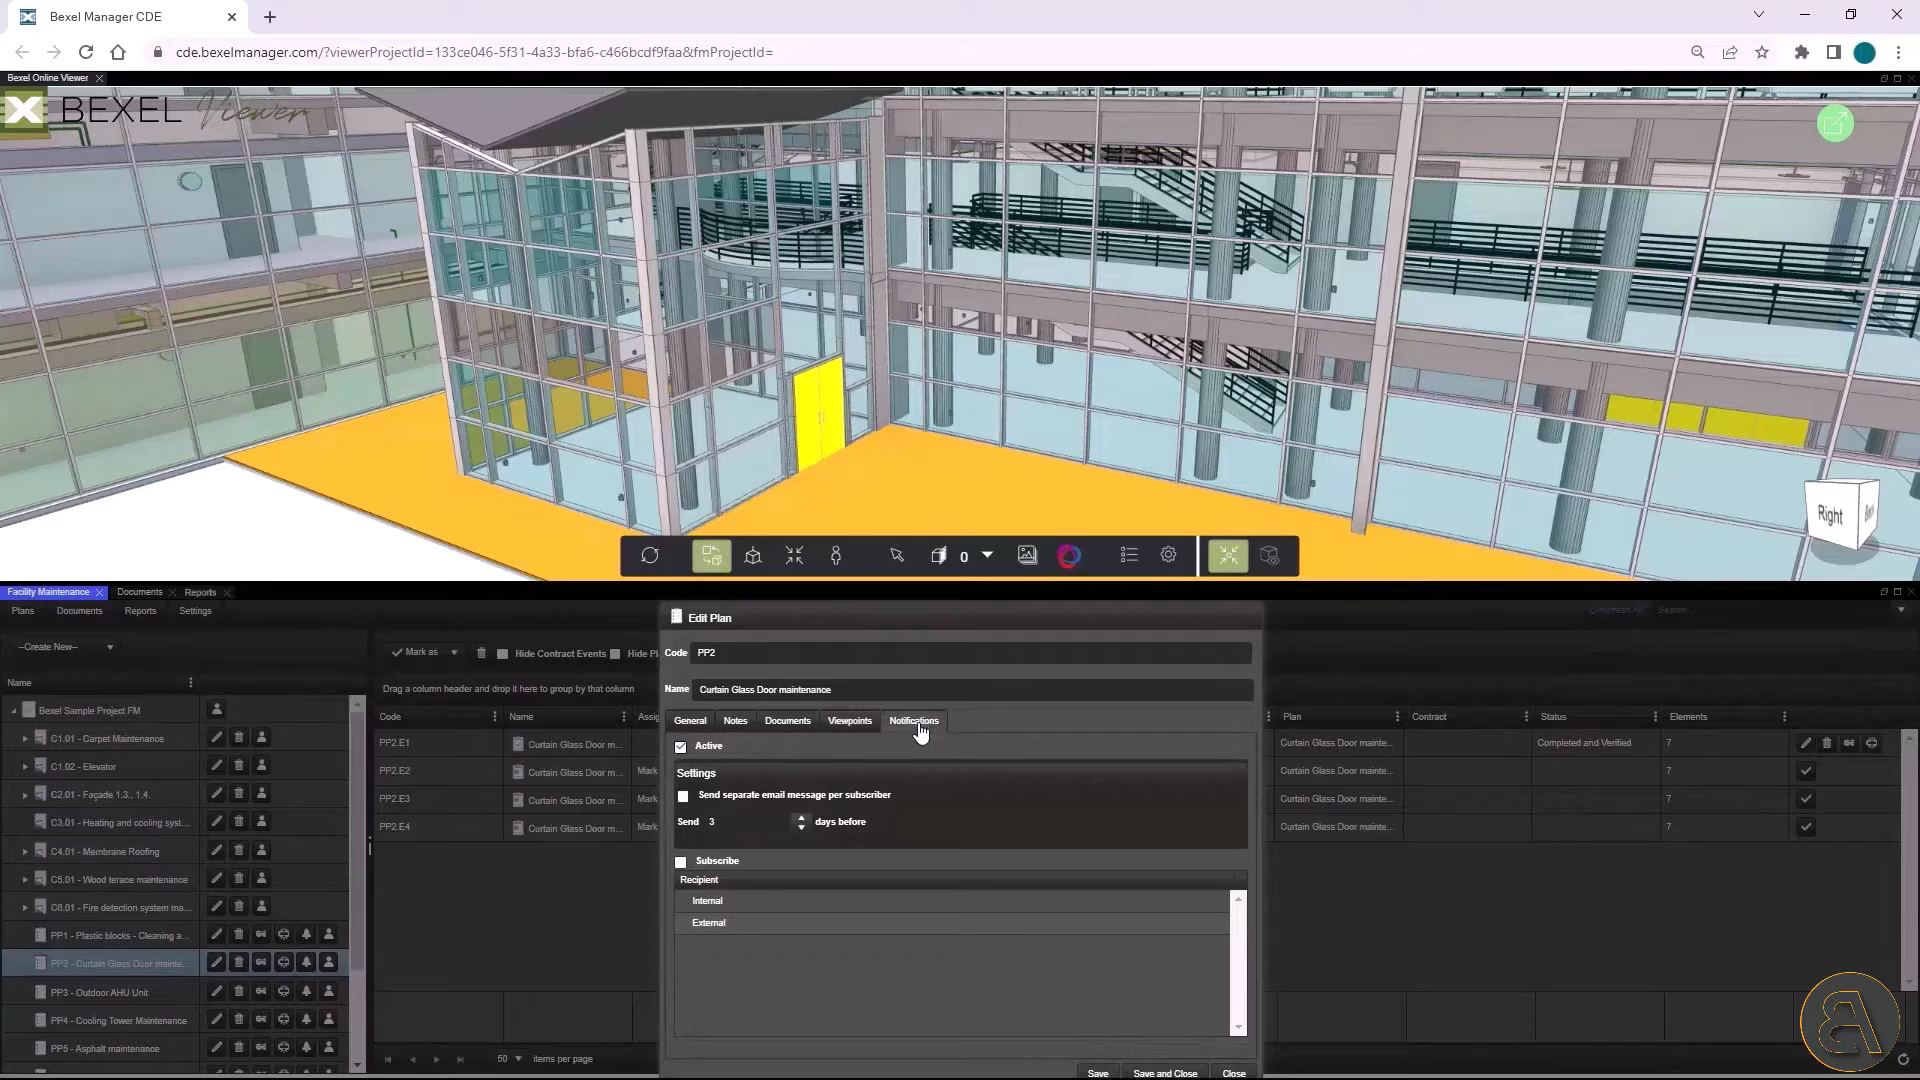 Bexel Manager CDE
cde.bexelmanager.com/?viewerProjectId=133ce046-5f31-4a33-bfa6-c466bcdf9faa&fmProjectId=
Bexel Online Viewer
BEXEL Viewer
Right
0
Facility Maintenance Documents Reports
Plans Documents Reports Settings
Refresh All Search...
Edit Plan
--Create New--
Mark as Hide Contract Events Hide Pl
Code PP2
Name
Drag a column header and drop it here to group by that column
Name Curtain Glass Door maintenance
Bexel Sample Project FM
Code Name Assig
General Notes Documents Viewpoints Notifications
Plan Contract Status Elements
C1.01 - Carpet Maintenance
PP2.E1 Curtain Glass Door m...
Active
Curtain Glass Door mainte... Completed and Verified 7
C1.02 - Elevator
PP2.E2 Curtain Glass Door m... Mark
Settings
Curtain Glass Door mainte... 7
C2.01 - Façade 1.3., 1.4.
PP2.E3 Curtain Glass Door m... Mark
Send separate email message per subscriber
Curtain Glass Door mainte... 7
C3.01 - Heating and cooling syst...
PP2.E4 Curtain Glass Door m... Mark
Send 3 days before
Curtain Glass Door mainte... 7
C4.01 - Membrane Roofing
Subscribe
C5.01 - Wood terace maintenance
Recipient
C6.01 - Fire detection system ma...
Internal
External
PP1 - Plastic blocks - Cleaning a...
PP2 - Curtain Glass Door mainte...
PP3 - Outdoor AHU Unit
PP4 - Cooling Tower Maintenance
PP5 - Asphalt maintenance
50 items per page
Save Save and Close Close